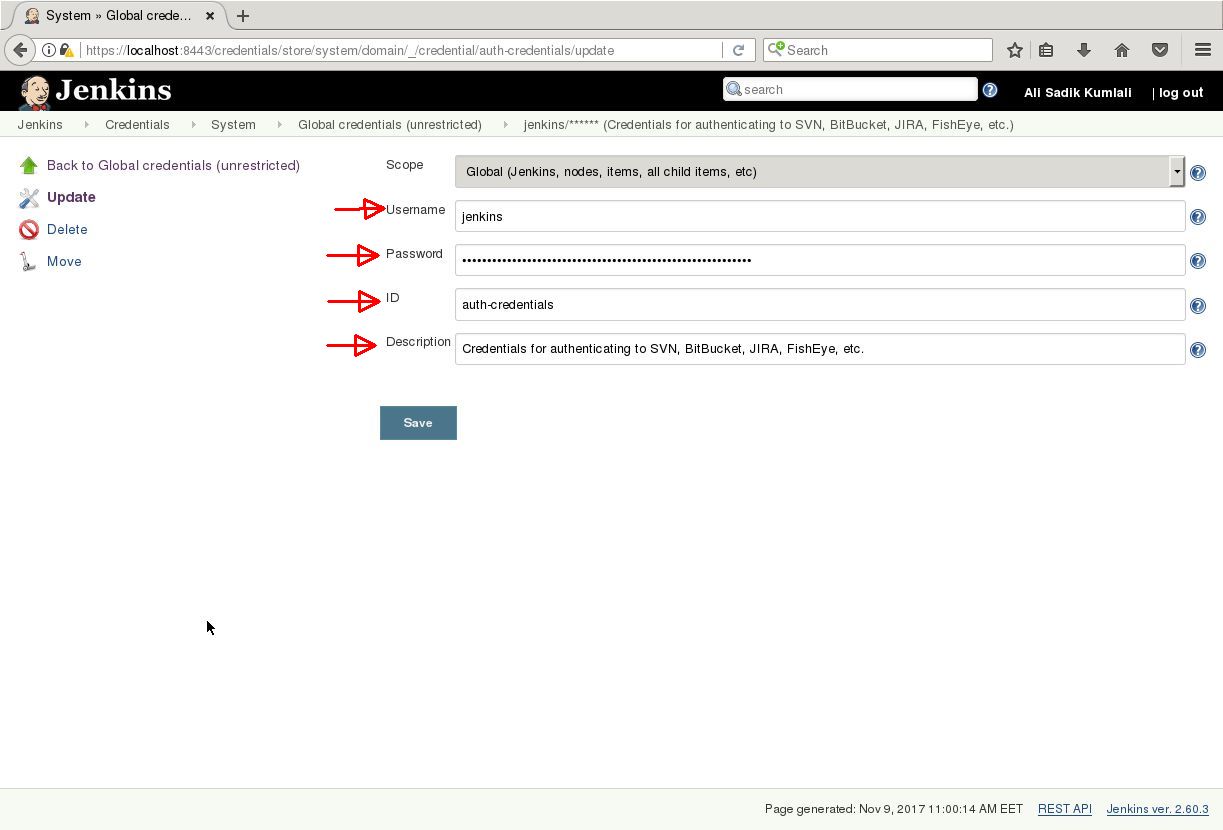 System » Global crede...
https://localhost:8443/credentials/store/system/domain/_/credential/auth-credentials/update
Search
Jenkins
search
Ali Sadik Kumlali
| log out
Jenkins
Credentials
System
Global credentials (unrestricted)
jenkins/****** (Credentials for authenticating to SVN, BitBucket, JIRA, FishEye, etc.)
Back to Global credentials (unrestricted)
Update
Delete
Move
Scope
Global (Jenkins, nodes, items, all child items, etc)
Username
jenkins
Password
••••••••••••••••••••••••••••••••••••••••••••••••••••••••••
ID
auth-credentials
Description
Credentials for authenticating to SVN, BitBucket, JIRA, FishEye, etc.
Save
Page generated: Nov 9, 2017 11:00:14 AM EET
REST API
Jenkins ver. 2.60.3